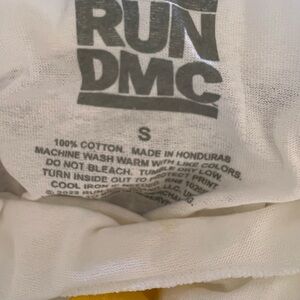 RUN
DMC
S
100% COTTON. MADE IN HONDURAS
MACHINE WASH WARM WITH LIKE COLORS.
DO NOT BLEACH. TUMBLE DRY LOW.
TURN INSIDE OUT TO PROTECT PRINT
COOL IRON